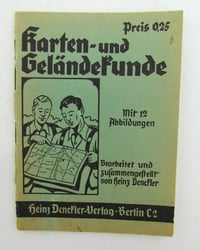 Preis 0,25
Karten- und
Geländekunde
Mit 12
Abbildungen
Bearbeitet und
zusammengestellt
von Heinz Denckler
Heinz Denckler-Verlag · Berlin C2